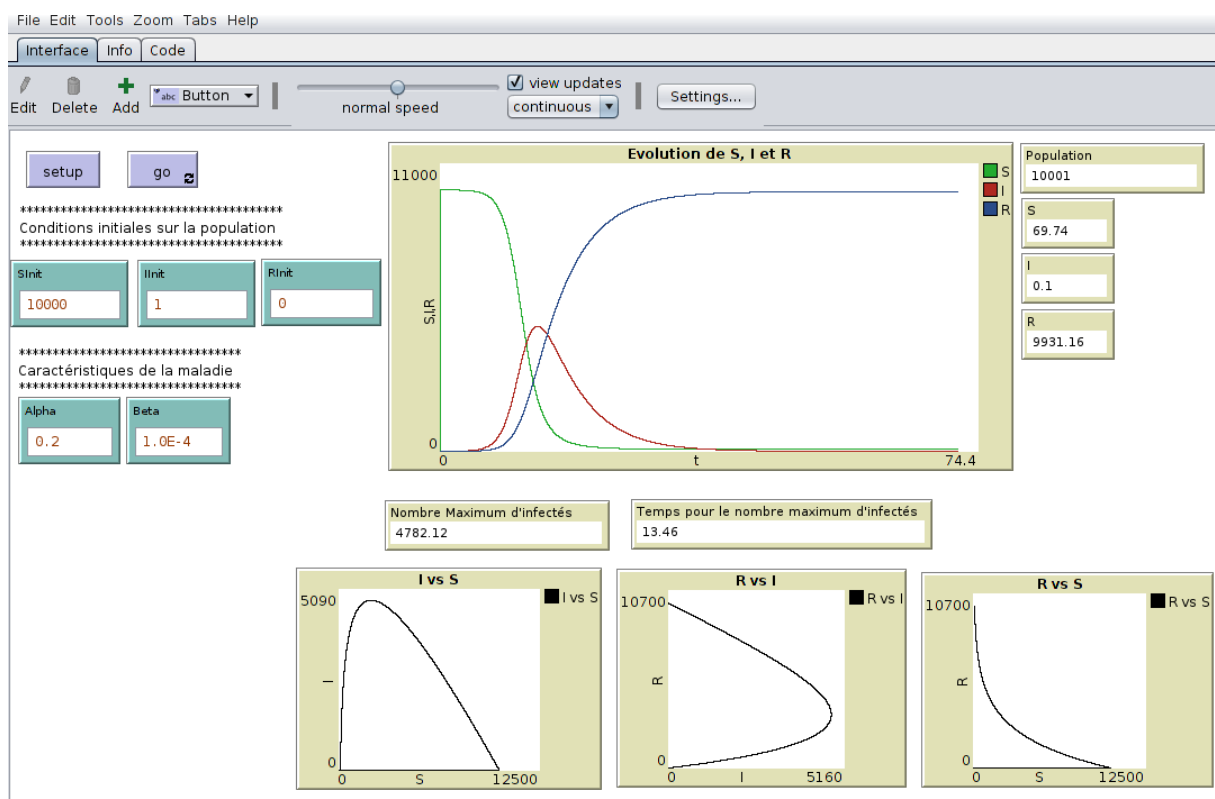 File Edit Tools Zoom Tabs Help
Interface Info Code
Edit Delete Add abc Button normal speed view updates continuous Settings...
setup go
***************************************
Conditions initiales sur la population
***************************************
SInit
10000
IInit
1
RInit
0
*********************************
Caractéristiques de la maladie
*********************************
Alpha
0.2
Beta
1.0E-4
Evolution de S, I et R
11000
S,I,R
0
0 t 74.4
S
I
R
Population
10001
S
69.74
I
0.1
R
9931.16
Nombre Maximum d'infectés
4782.12
Temps pour le nombre maximum d'infectés
13.46
I vs S
5090
I
0
0 S 12500
I vs S
R vs I
10700
R
0
0 I 5160
R vs I
R vs S
10700
R
0
0 S 12500
R vs S